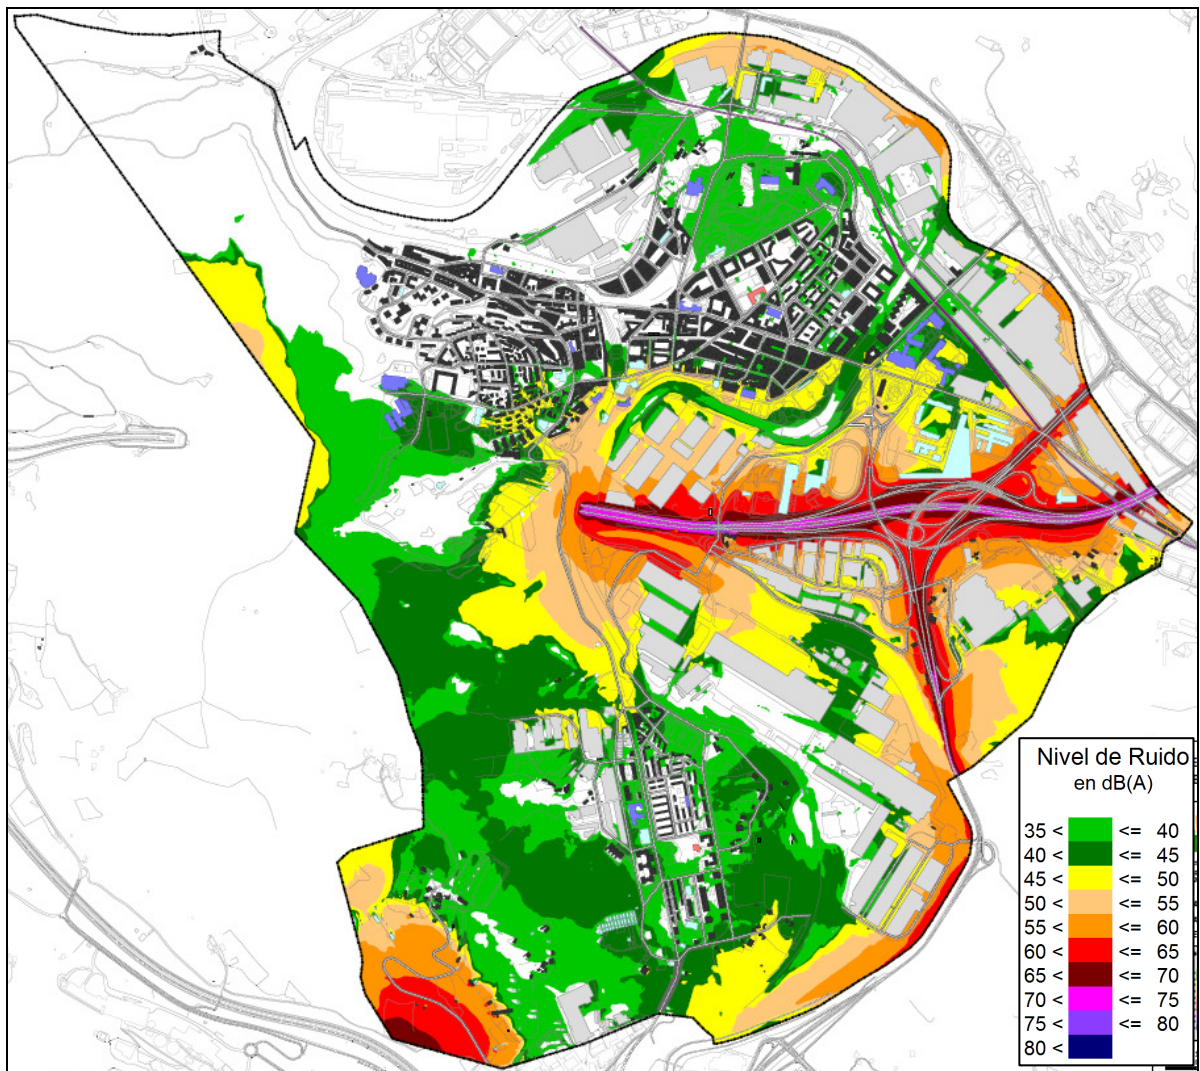 Nivel de Ruido
en dB(A)
35 < <= 40
40 < <= 45
45 < <= 50
50 < <= 55
55 < <= 60
60 < <= 65
65 < <= 70
70 < <= 75
75 < <= 80
80 <